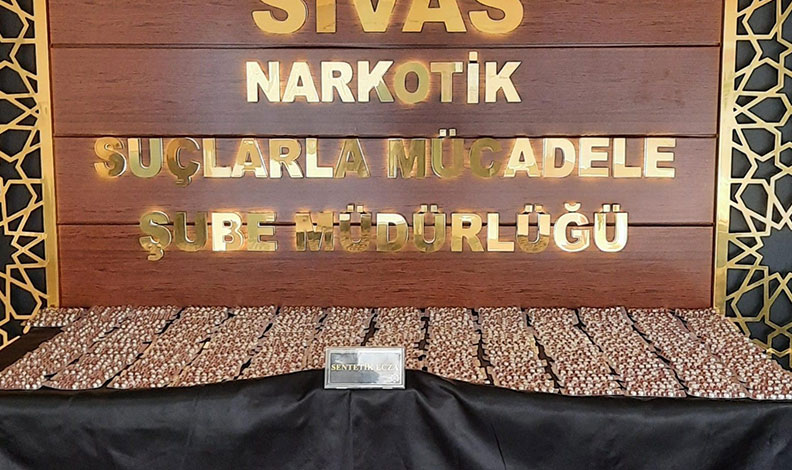 SİVAS
NARKOTİK
SUÇLARLA MÜCADELE
ŞUBE MÜDÜRLÜĞÜ
SENTETİK ECZA